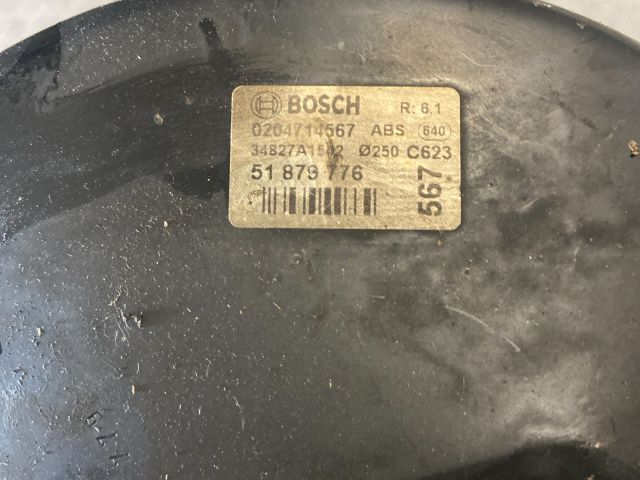 BOSCH R: 6.1
0204714567 ABS 640
34827A1542 Ø250 C623
51 879 776
567.